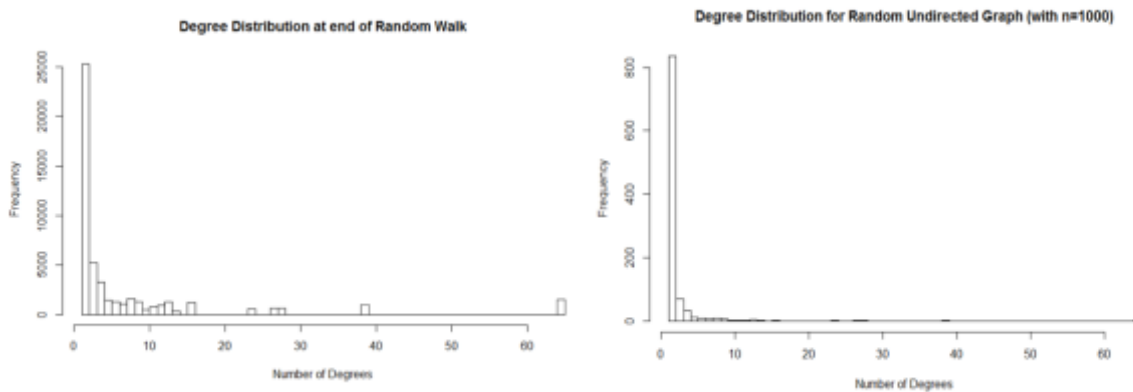 Degree Distribution at end of Random Walk
Frequency
25000
20000
15000
10000
5000
0
0 10 20 30 40 50 60
Number of Degrees
Degree Distribution for Random Undirected Graph (with n=1000)
Frequency
800
600
400
200
0
0 10 20 30 40 50 60
Number of Degrees